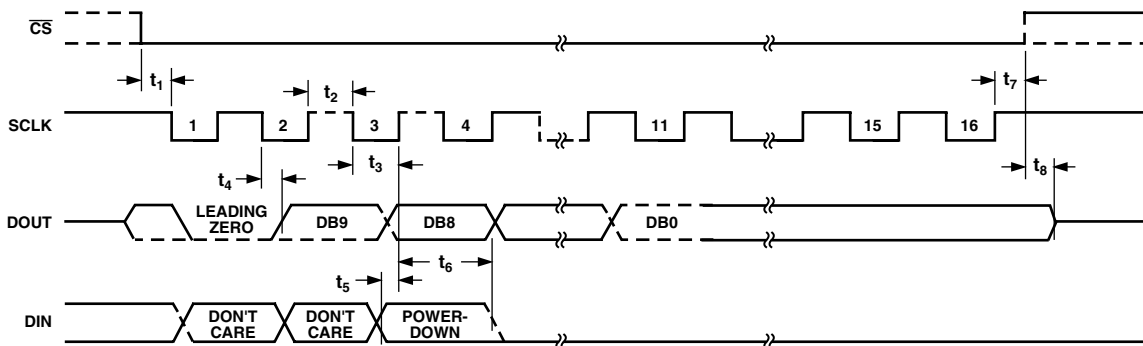 CS
t1
t7
t2
SCLK
1
2
3
4
11
15
16
t3
t4
t8
DOUT
LEADING
ZERO
DB9
DB8
DB0
t5
t6
DIN
DON'T
CARE
DON'T
CARE
POWER-
DOWN